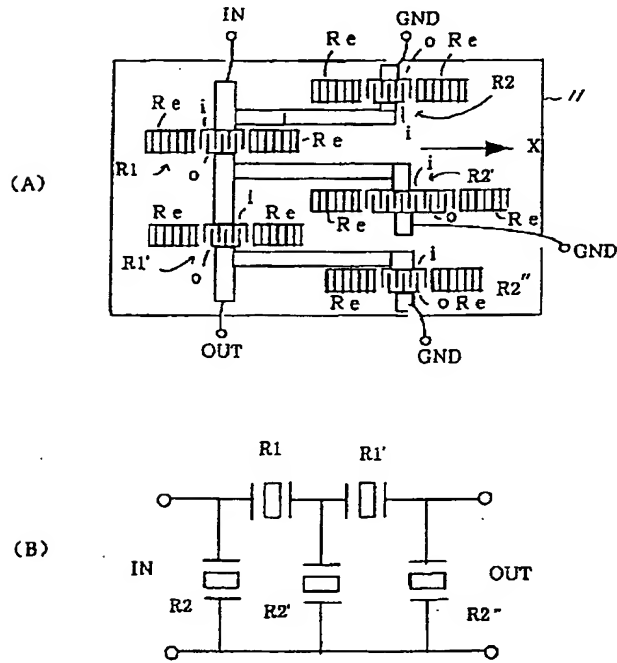 IN
GND
Re
o
Re
R2
11
Re
i
i
Re
X
R1
o
(A)
i
R2'
Re
i
Re
Re
o
Re
GND
R1'
o
i
Re
o
Re
R2"
OUT
GND
R1
R1'
(B)
IN
OUT
R2
R2'
R2"